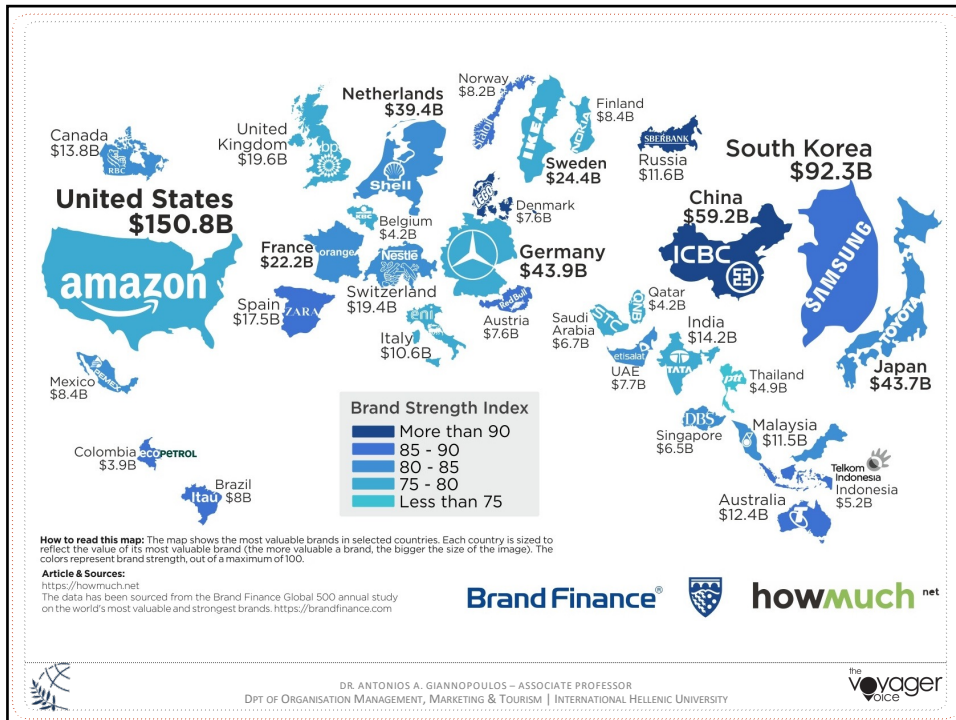 Canada
$13.8B
RBC
United States
$150.8B
amazon
Mexico
$8.4B
PEMEX
Colombia
$3.9B
ecoPETROL
Brazil
$8B
Itaú
United
Kingdom
$19.6B
bp
Netherlands
$39.4B
Shell
Norway
$8.2B
Statoil
IKEA
Sweden
$24.4B
Finland
$8.4B
NOKIA
LEGO
Denmark
$7.6B
KBC
Belgium
$4.2B
France
$22.2B
orange
Nestlé
Switzerland
$19.4B
Germany
$43.9B
Spain
$17.5B
ZARA
eni
Italy
$10.6B
Red Bull
Austria
$7.6B
SBERBANK
Russia
$11.6B
South Korea
$92.3B
SAMSUNG
China
$59.2B
ICBC
TOYOTA
Japan
$43.7B
Qatar
$4.2B
QNB
Saudi
Arabia
$6.7B
STC
etisalat
UAE
$7.7B
India
$14.2B
TATA
Thailand
$4.9B
ptt
DBS
Singapore
$6.5B
Malaysia
$11.5B
Telkom
Indonesia
Indonesia
$5.2B
Australia
$12.4B
Brand Strength Index
More than 90
85 - 90
80 - 85
75 - 80
Less than 75
How to read this map: The map shows the most valuable brands in selected countries. Each country is sized to
reflect the value of its most valuable brand (the more valuable a brand, the bigger the size of the image). The
colors represent brand strength, out of a maximum of 100.
Article & Sources:
https://howmuch.net
The data has been sourced from the Brand Finance Global 500 annual study
on the world's most valuable and strongest brands. https://brandfinance.com
Brand Finance®
howmuch net
DR. ANTONIOS A. GIANNOPOULOS – ASSOCIATE PROFESSOR
DPT OF ORGANISATION MANAGEMENT, MARKETING & TOURISM | INTERNATIONAL HELLENIC UNIVERSITY
the
voyager
voice